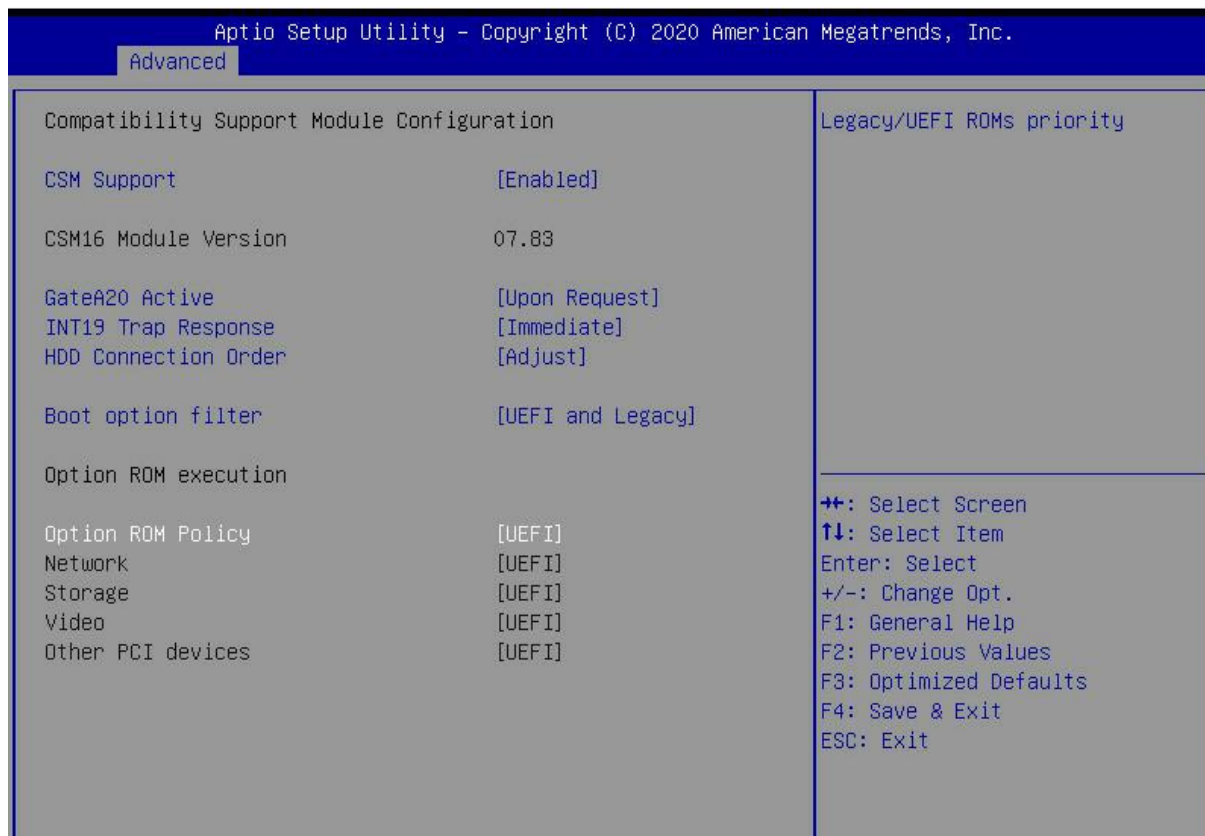 Aptio Setup Utility – Copyright (C) 2020 American Megatrends, Inc.
Advanced
Compatibility Support Module Configuration
CSM Support [Enabled]
CSM16 Module Version 07.83
GateA20 Active [Upon Request]
INT19 Trap Response [Immediate]
HDD Connection Order [Adjust]
Boot option filter [UEFI and Legacy]
Option ROM execution
Option ROM Policy [UEFI]
Network [UEFI]
Storage [UEFI]
Video [UEFI]
Other PCI devices [UEFI]
Legacy/UEFI ROMs priority
→←: Select Screen
↑↓: Select Item
Enter: Select
+/-: Change Opt.
F1: General Help
F2: Previous Values
F3: Optimized Defaults
F4: Save & Exit
ESC: Exit